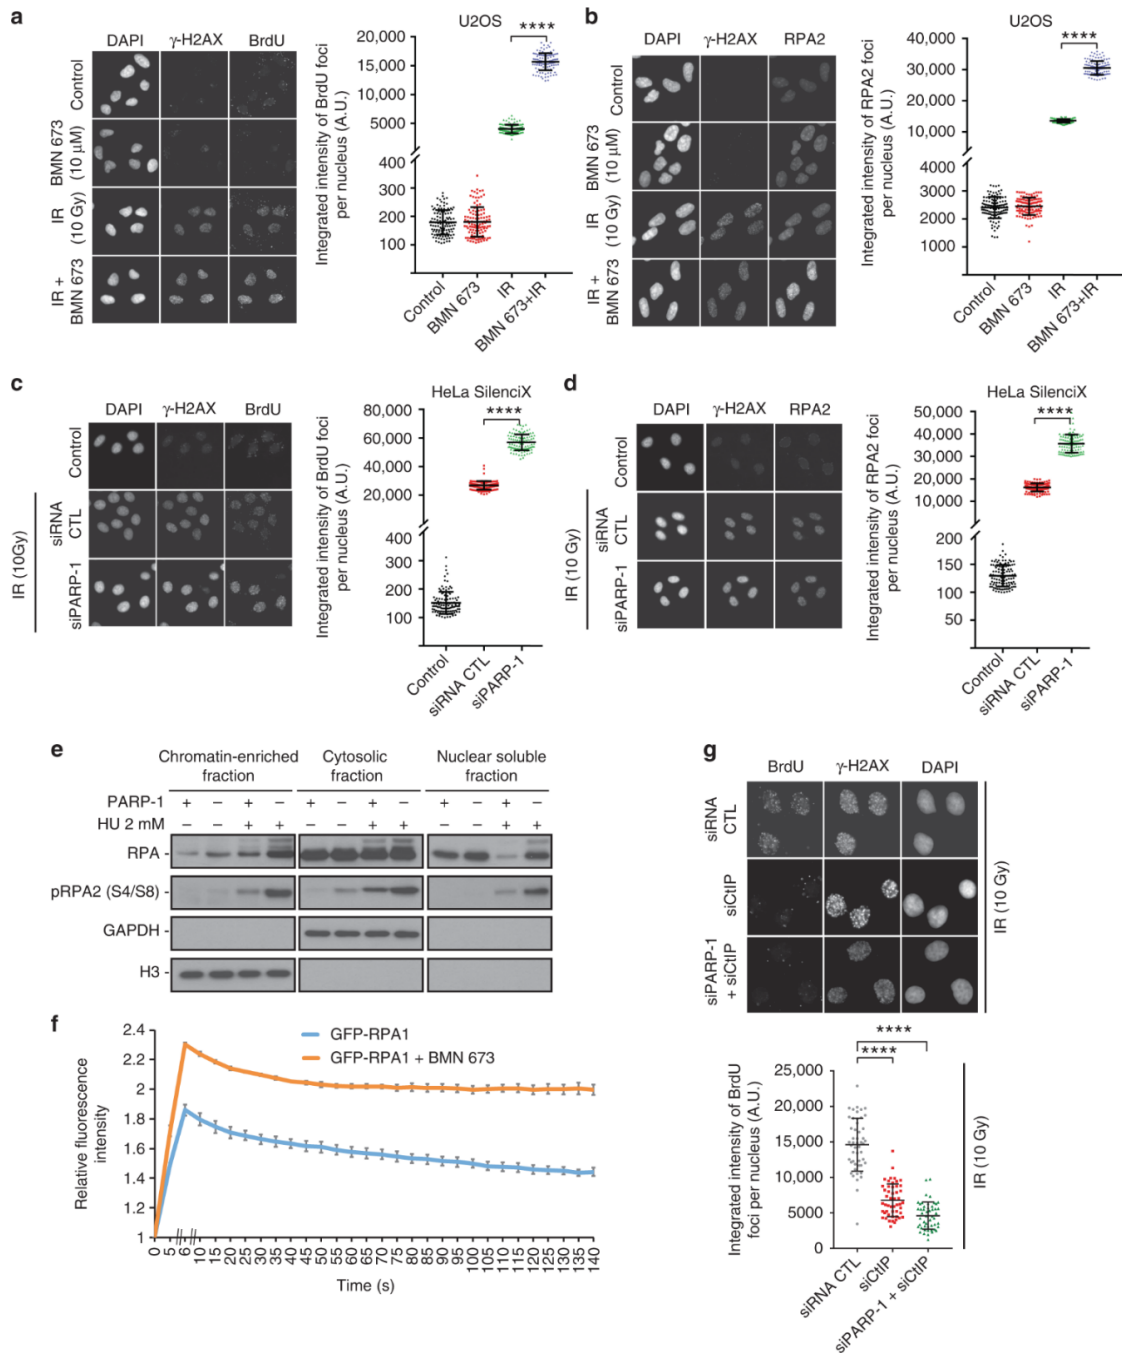 a
U2OS
DAPI γ-H2AX BrdU
Control
BMN 673
(10 μM)
IR
(10 Gy)
IR +
BMN 673
Integrated intensity of BrdU foci
per nucleus (A.U.)
20,000
15,000
10,000
5000
400
300
200
100
****
Control
BMN 673
IR
BMN 673+IR
b
U2OS
DAPI γ-H2AX RPA2
Control
BMN 673
(10 μM)
IR
(10 Gy)
IR +
BMN 673
Integrated intensity of RPA2 foci
per nucleus (A.U.)
40,000
30,000
20,000
10,000
4000
3000
2000
1000
****
Control
BMN 673
IR
BMN 673+IR
c
HeLa SilenciX
DAPI γ-H2AX BrdU
Control
siRNA
CTL
siPARP-1
IR (10Gy)
Integrated intensity of BrdU foci
per nucleus (A.U.)
80,000
60,000
40,000
20,000
400
300
200
100
****
Control
siRNA CTL
siPARP-1
d
HeLa SilenciX
DAPI γ-H2AX RPA2
Control
siRNA
CTL
siPARP-1
IR (10 Gy)
Integrated intensity of RPA2 foci
per nucleus (A.U.)
50,000
40,000
30,000
20,000
10,000
200
150
100
50
****
Control
siRNA CTL
siPARP-1
e
Chromatin-enriched
fraction
Cytosolic
fraction
Nuclear soluble
fraction
PARP-1 + − + − + − + − + − + −
HU 2 mM − − + + − − + + − − + +
RPA
pRPA2 (S4/S8)
GAPDH
H3
f
GFP-RPA1
GFP-RPA1 + BMN 673
Relative fluorescence
intensity
2.4
2.2
2
1.8
1.6
1.4
1.2
1
0 5 6 10 15 20 25 30 35 40 45 50 55 60 65 70 75 80 85 90 95 100 105 110 115 120 125 130 135 140
Time (s)
g
BrdU γ-H2AX DAPI
siRNA
CTL
siCtIP
siPARP-1
+ siCtIP
IR (10 Gy)
Integrated intensity of BrdU
foci per nucleus (A.U.)
25,000
20,000
15,000
10,000
5000
0
****
****
siRNA CTL
siCtIP
siPARP-1 + siCtIP
IR (10 Gy)